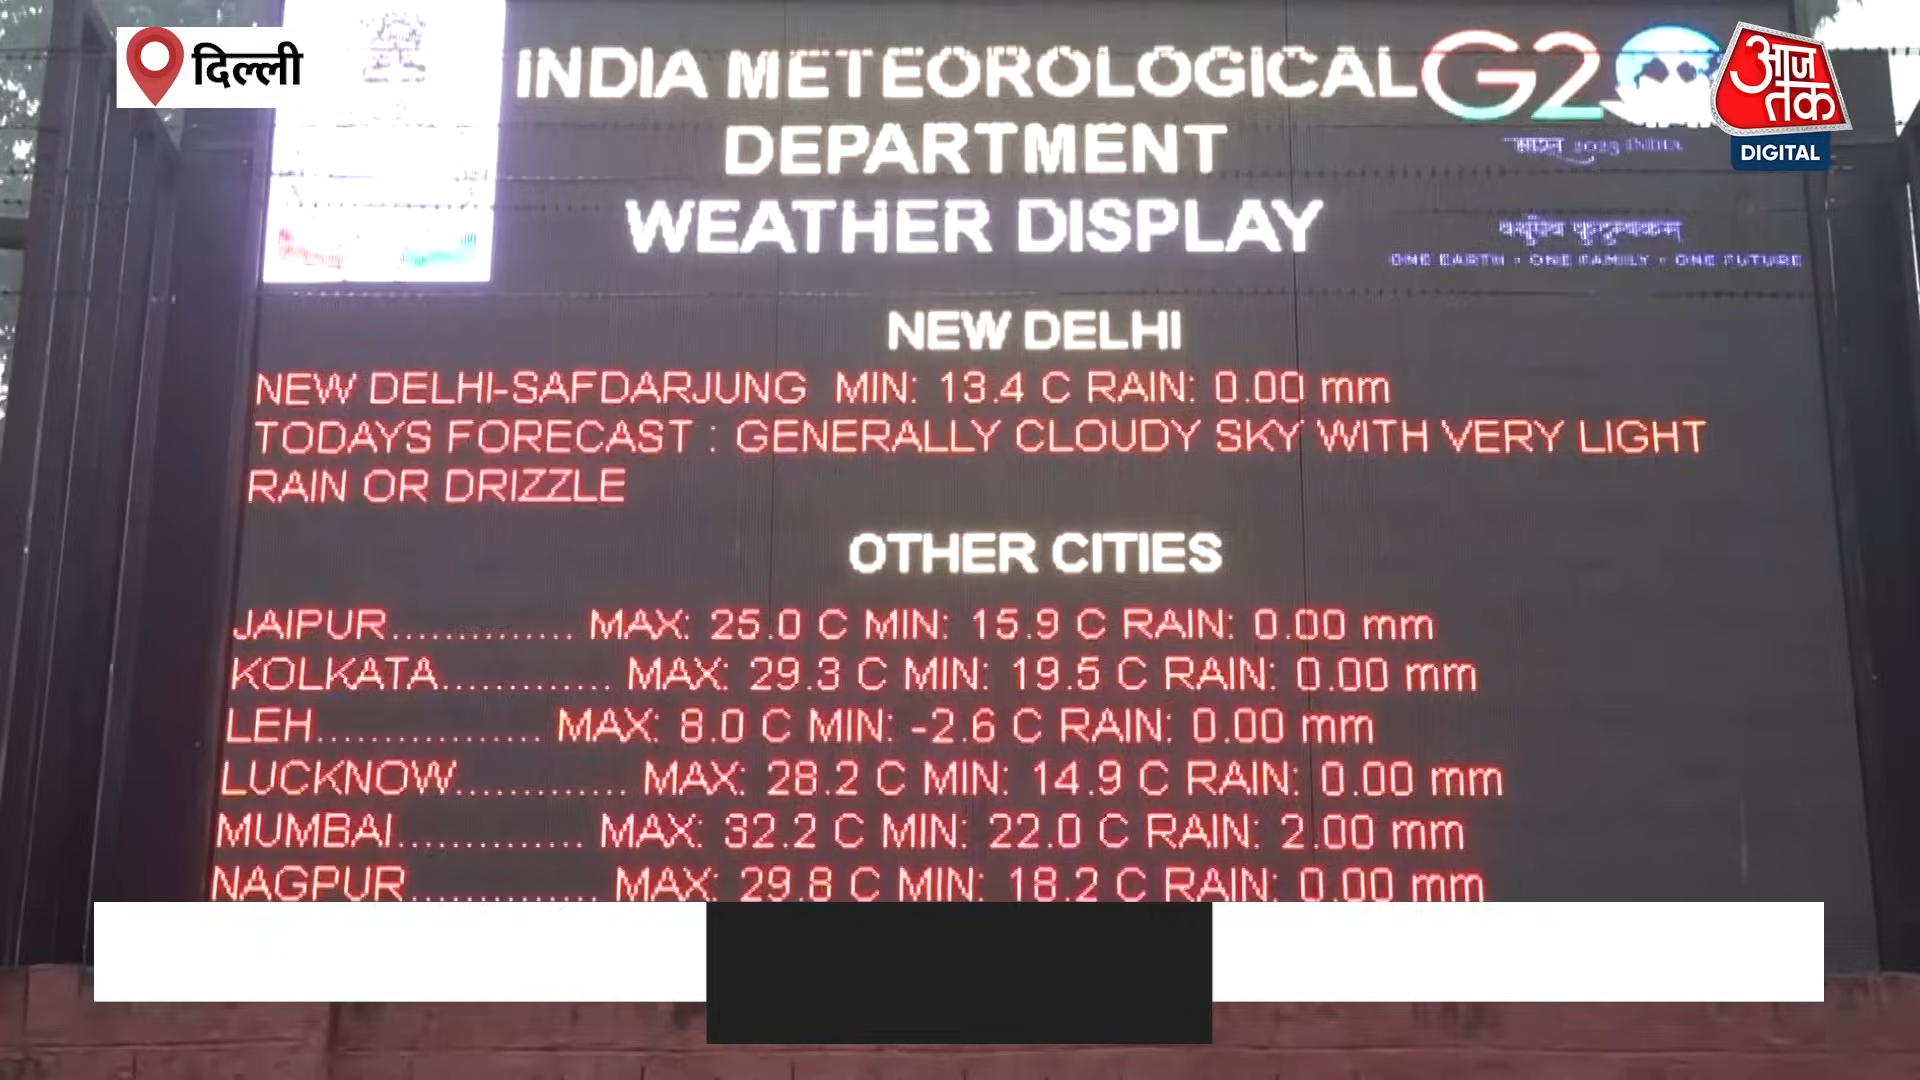 दिल्ली
INDIA METEOROLOGICAL
DEPARTMENT
WEATHER DISPLAY
G20
2023 INDIA
वसुधैव कुटुम्बकम्
ONE EARTH • ONE FAMILY • ONE FUTURE
आज
तक
DIGITAL
NEW DELHI
NEW DELHI-SAFDARJUNG MIN: 13.4 C RAIN: 0.00 mm
TODAYS FORECAST : GENERALLY CLOUDY SKY WITH VERY LIGHT
RAIN OR DRIZZLE
OTHER CITIES
JAIPUR.............. MAX: 25.0 C MIN: 15.9 C RAIN: 0.00 mm
KOLKATA............. MAX: 29.3 C MIN: 19.5 C RAIN: 0.00 mm
LEH................. MAX: 8.0 C MIN: -2.6 C RAIN: 0.00 mm
LUCKNOW............. MAX: 28.2 C MIN: 14.9 C RAIN: 0.00 mm
MUMBAI.............. MAX: 32.2 C MIN: 22.0 C RAIN: 2.00 mm
NAGPUR.............. MAX: 29.8 C MIN: 18.2 C RAIN: 0.00 mm